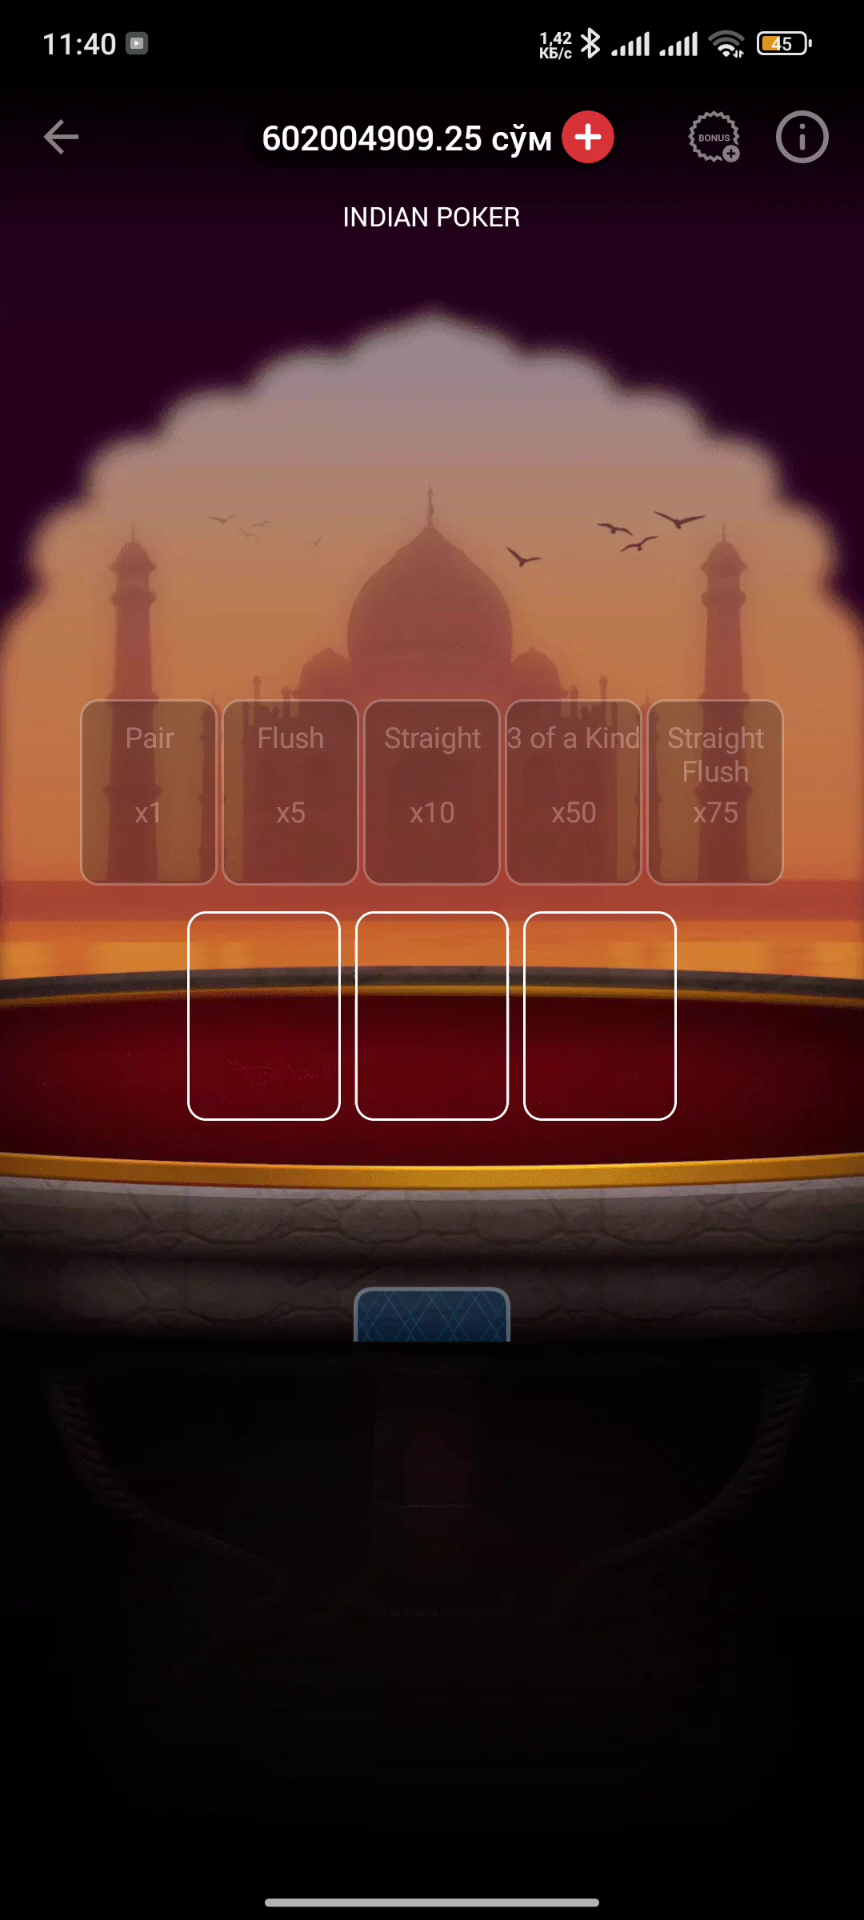 11:40
1,42
КБ/с
45
602004909.25 сўм
BONUS
INDIAN POKER
Pair
x1
Flush
x5
Straight
x10
3 of a Kind
x50
Straight
Flush
x75